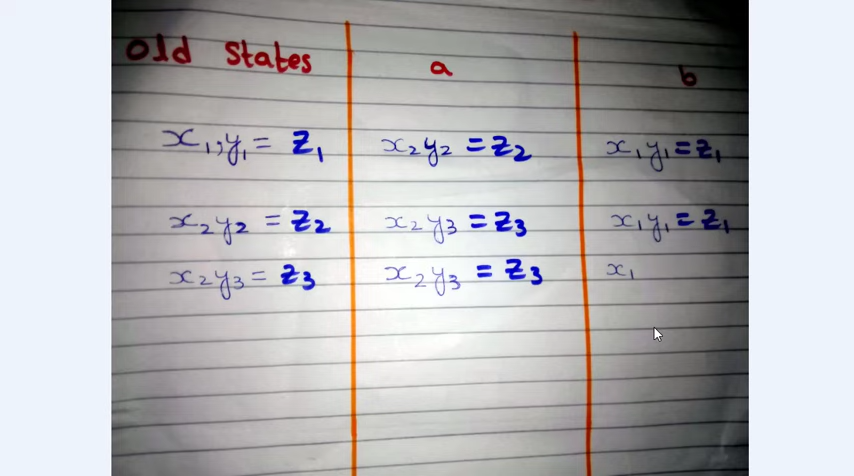 Old States a b
x₁,y₁ = z₁ x₂y₂ = z₂ x₁y₁ = z₁
x₂y₂ = z₂ x₂y₃ = z₃ x₁y₁ = z₁
x₂y₃ = z₃ x₂y₃ = z₃ x₁